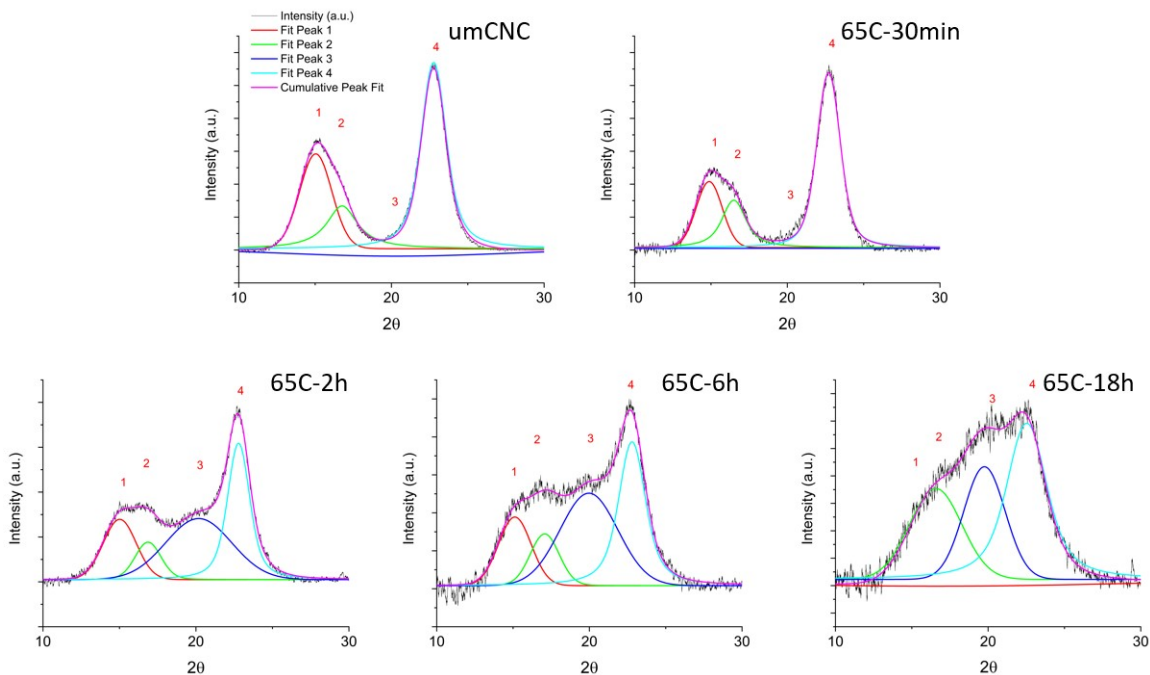 Intensity (a.u.)
Fit Peak 1
Fit Peak 2
Fit Peak 3
Fit Peak 4
Cumulative Peak Fit
umCNC
4
1
2
3
Intensity (a.u.)
10 20 30
2θ
65C-30min
4
1
2
3
Intensity (a.u.)
10 20 30
2θ
65C-2h
4
1
2
3
Intensity (a.u.)
10 20 30
2θ
65C-6h
4
1
2
3
Intensity (a.u.)
10 20 30
2θ
65C-18h
4
3
2
1
Intensity (a.u.)
10 20 30
2θ